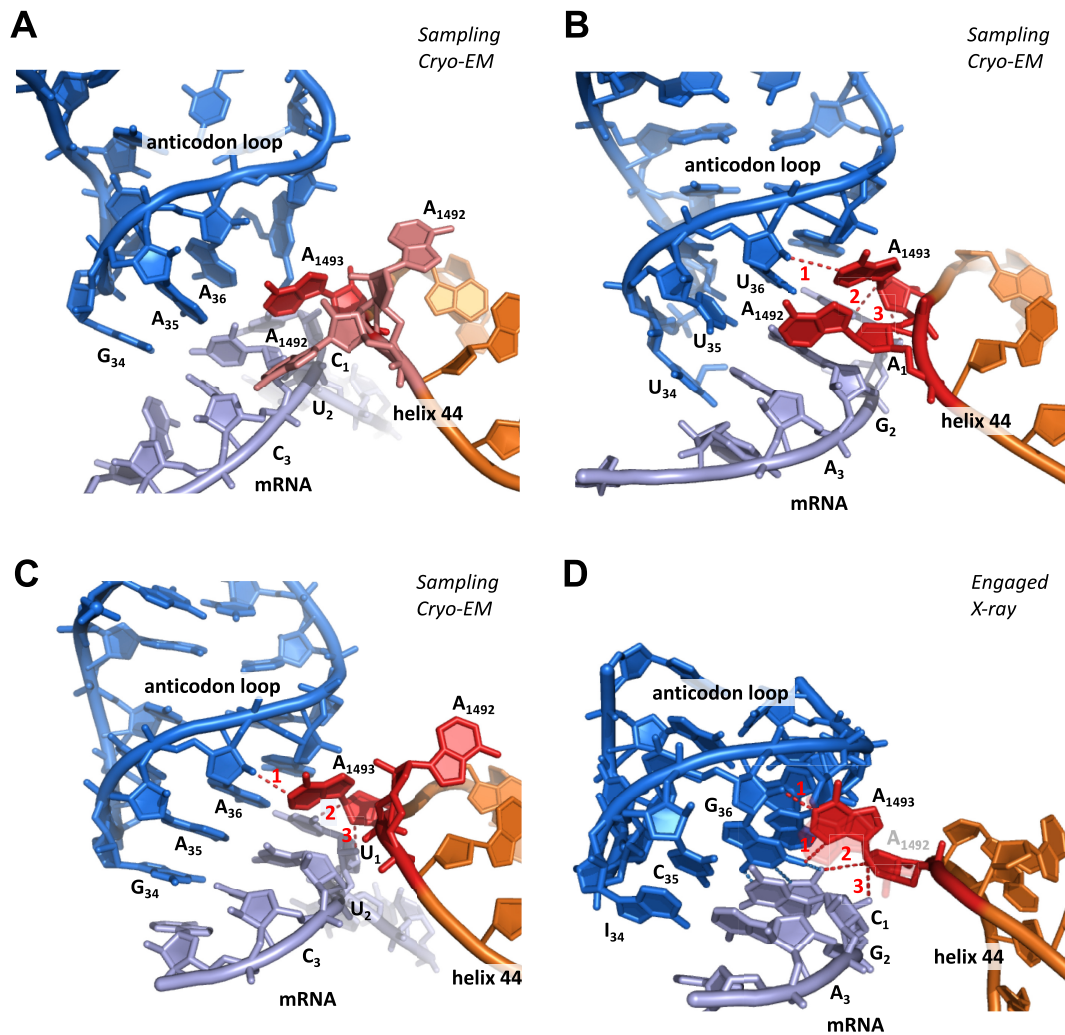 A
Sampling
Cryo-EM
anticodon loop
A1492
A1493
A36
A35
A1492
G34
C1
U2
helix 44
C3
mRNA
B
Sampling
Cryo-EM
anticodon loop
A1493
1
U36
2
A1492
3
U35
A1
U34
G2
helix 44
A3
mRNA
C
Sampling
Cryo-EM
anticodon loop
A1492
A1493
1
A36
2
3
U1
A35
G34
U2
C3
helix 44
mRNA
D
Engaged
X-ray
anticodon loop
1
G36
A1493
A1492
1
2
C35
3
C1
I34
G2
helix 44
A3
mRNA